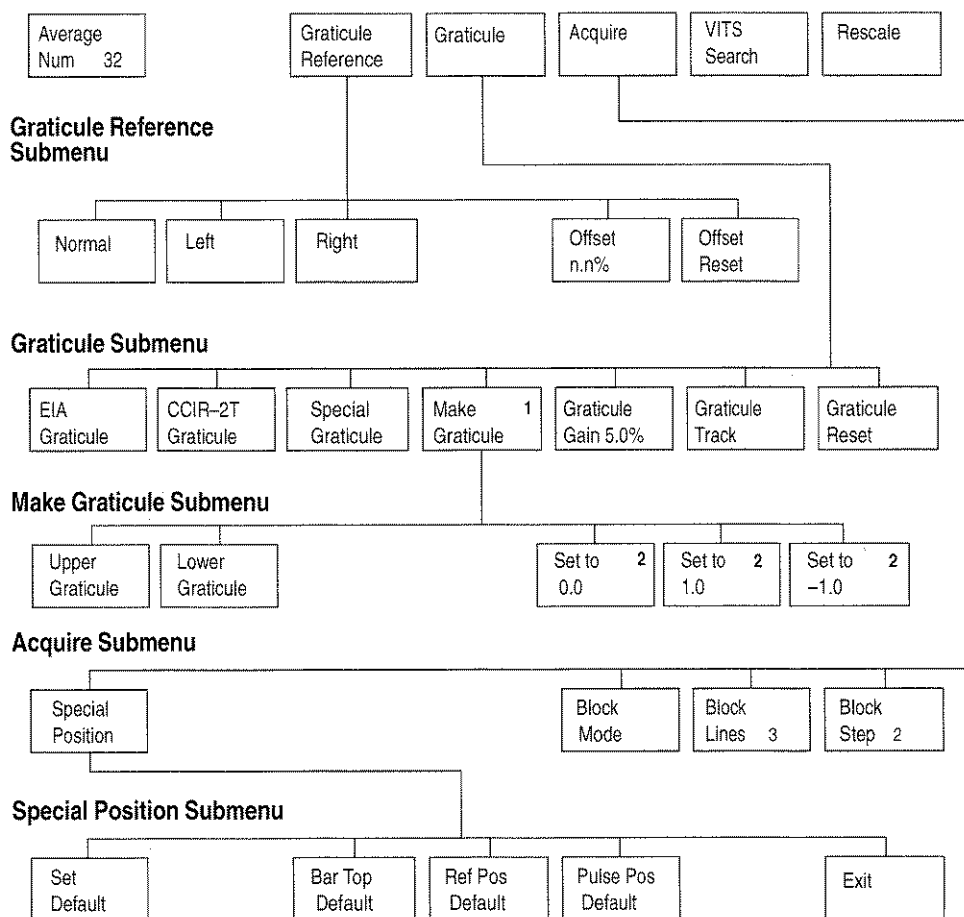 Average
Num 32
Graticule
Reference
Graticule
Acquire
VITS
Search
Rescale
Graticule Reference
Submenu
Normal
Left
Right
Offset
n.n%
Offset
Reset
Graticule Submenu
EIA
Graticule
CCIR–2T
Graticule
Special
Graticule
Make 1
Graticule
Graticule
Gain 5.0%
Graticule
Track
Graticule
Reset
Make Graticule Submenu
Upper
Graticule
Lower
Graticule
Set to 2
0.0
Set to 2
1.0
Set to 2
–1.0
Acquire Submenu
Special
Position
Block
Mode
Block
Lines 3
Block
Step 2
Special Position Submenu
Set
Default
Bar Top
Default
Ref Pos
Default
Pulse Pos
Default
Exit